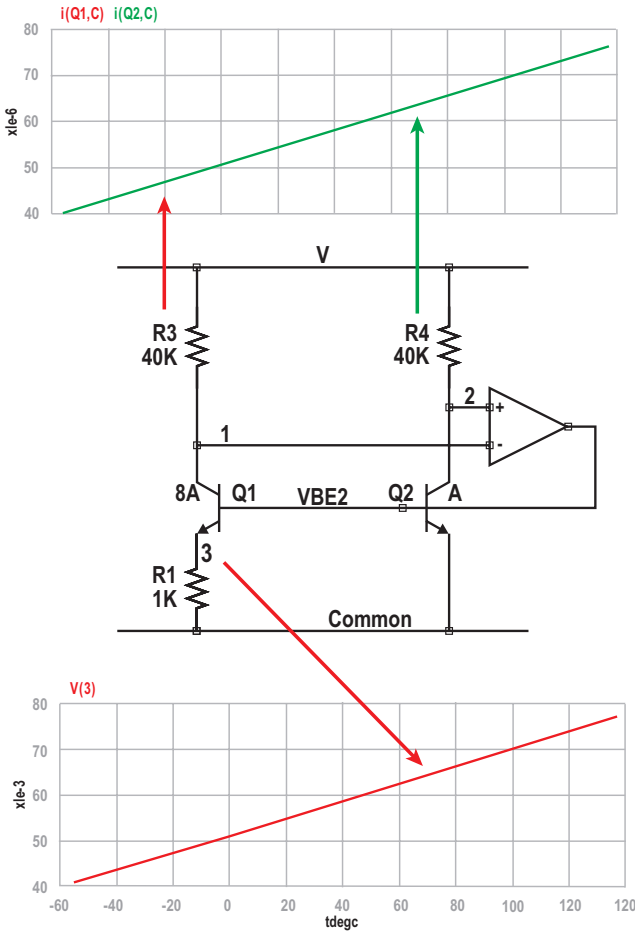 i(Q1,C) i(Q2,C)
80
70
60
50
40
xle-6
V
R3
40K
R4
40K
2
+
1
-
8A
Q1
VBE2
Q2
A
3
R1
1K
Common
V(3)
80
70
60
50
40
xle-3
-60 -40 -20 0 20 40 60 80 100 120 120
tdegc